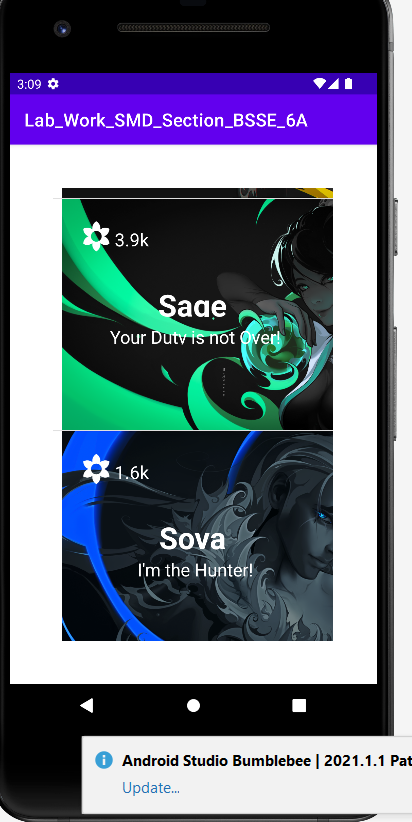 3:09
Lab_Work_SMD_Section_BSSE_6A
3.9k
Sage
Your Duty is not Over!
1.6k
Sova
I'm the Hunter!
Android Studio Bumblebee | 2021.1.1 Pat
Update...